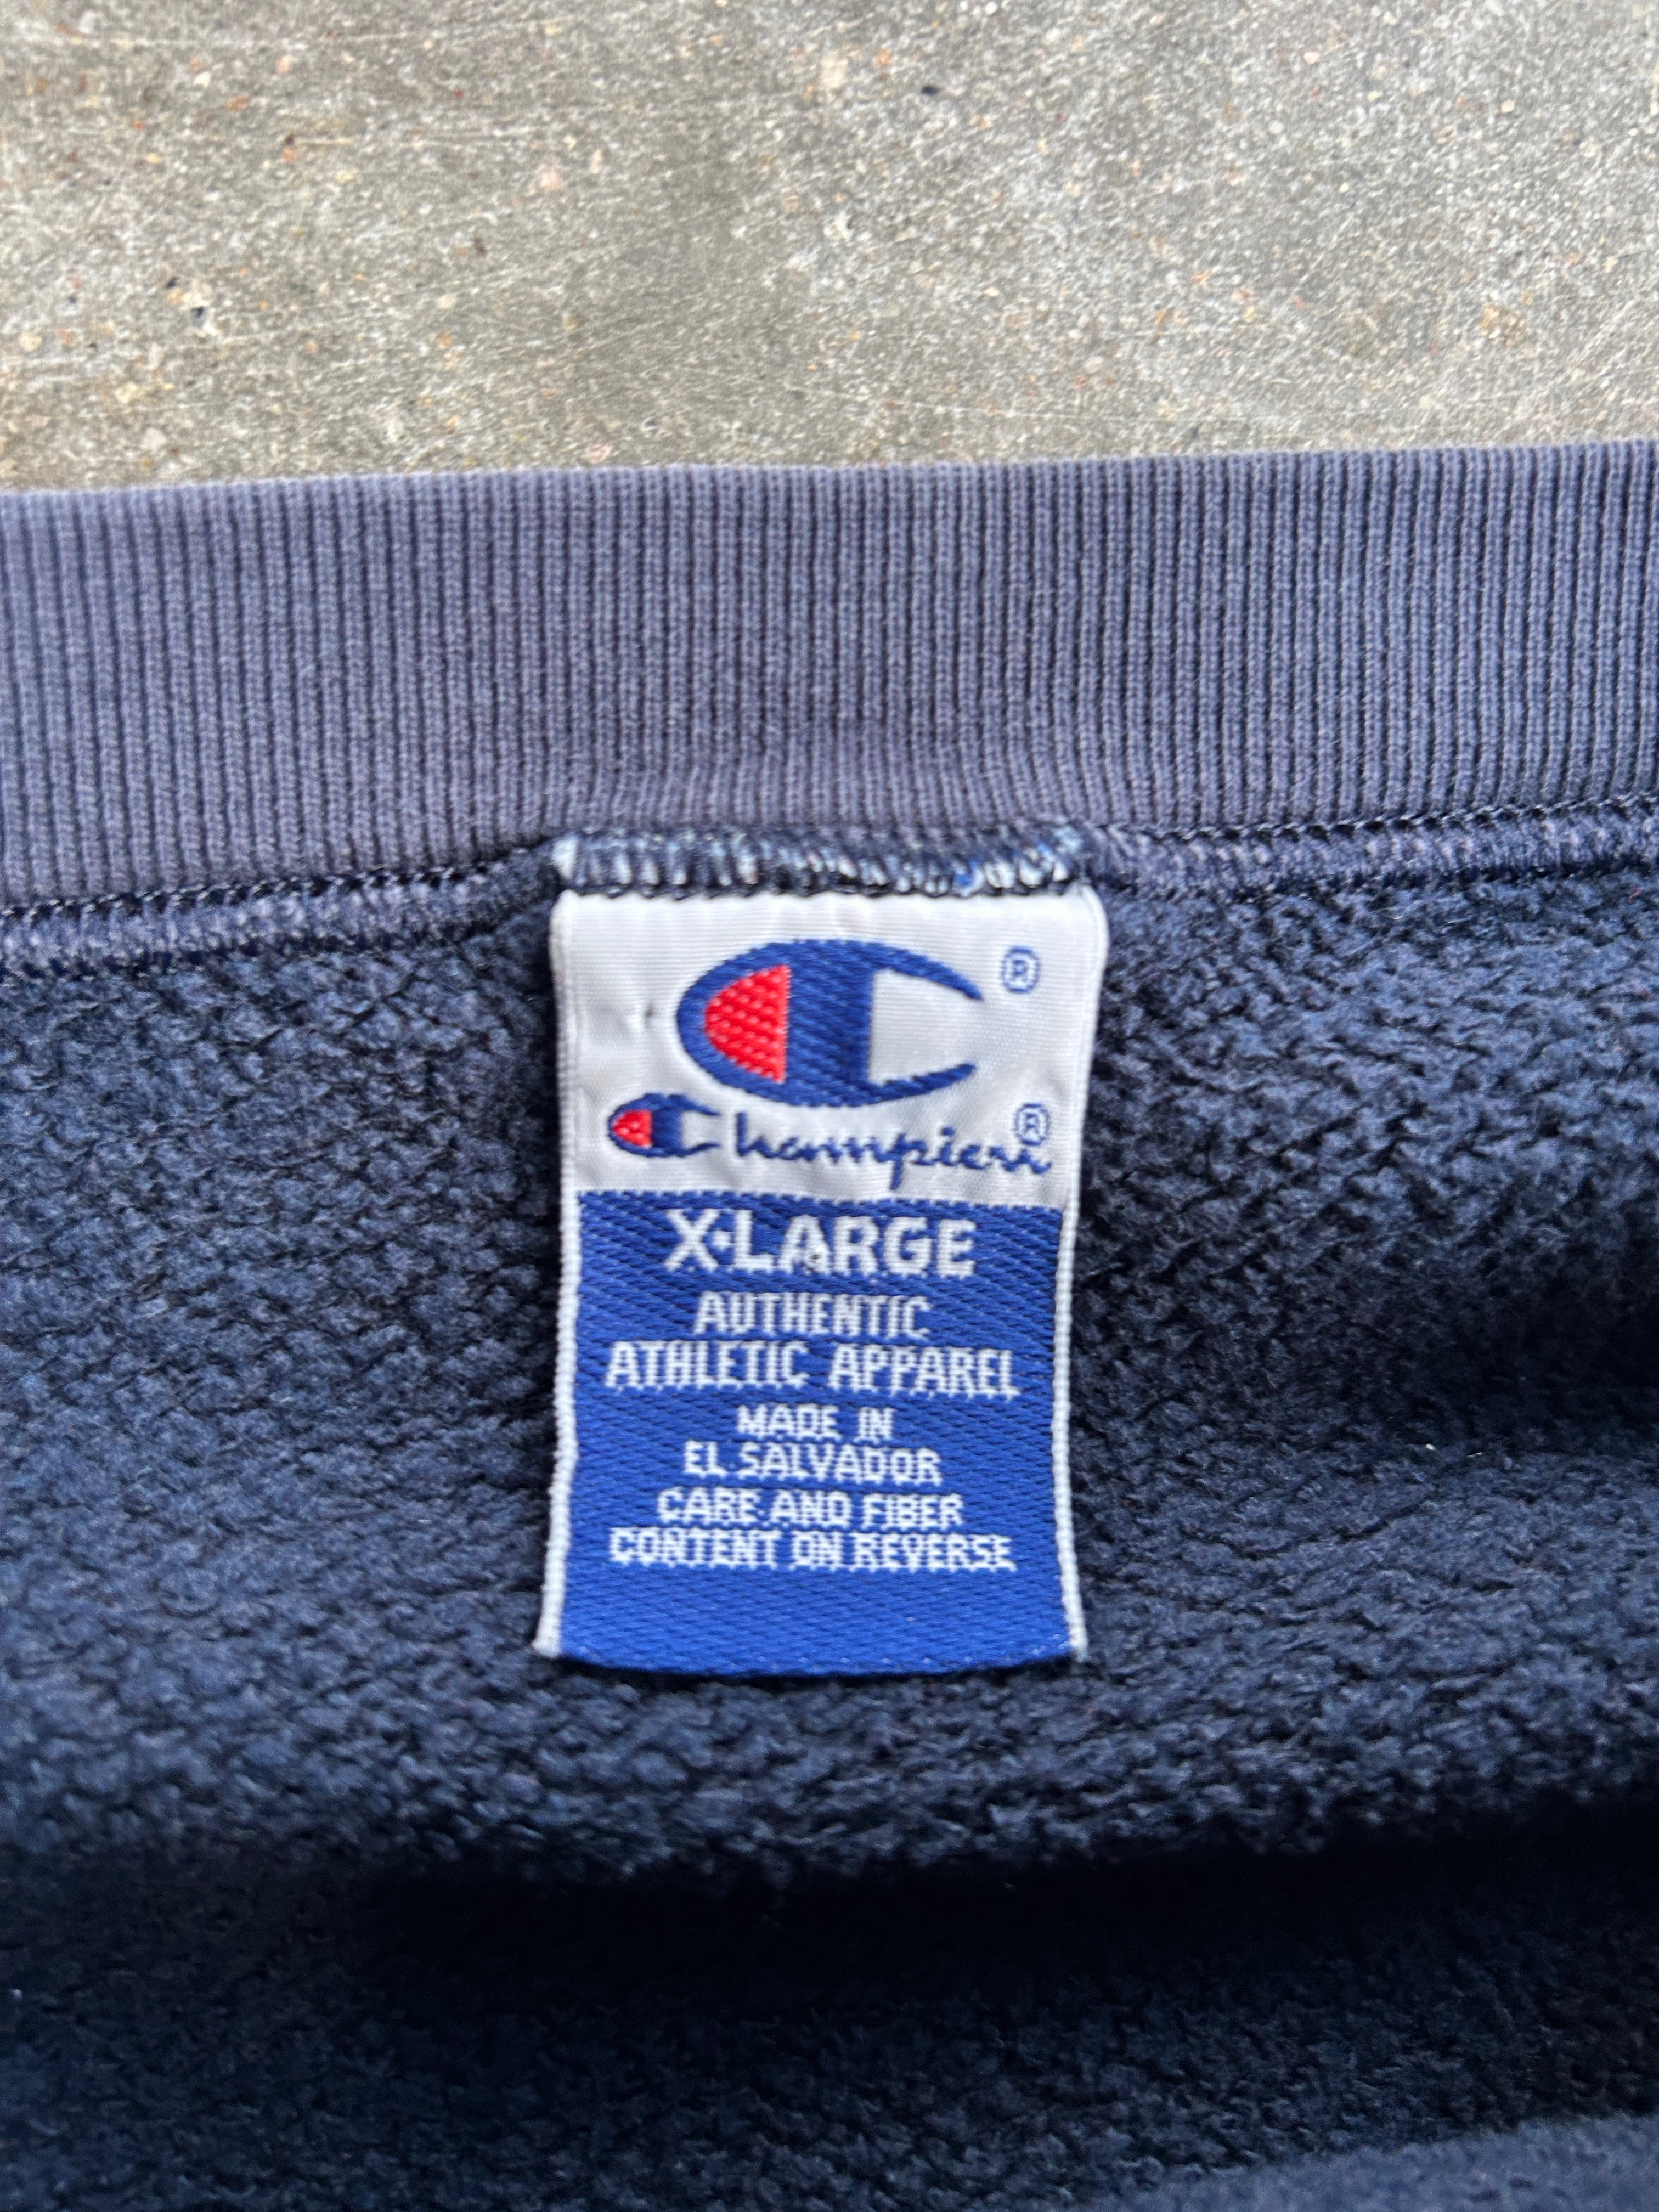 ®
Champion®
X-LARGE
AUTHENTIC
ATHLETIC APPAREL
MADE IN
EL SALVADOR
CARE AND FIBER
CONTENT ON REVERSE